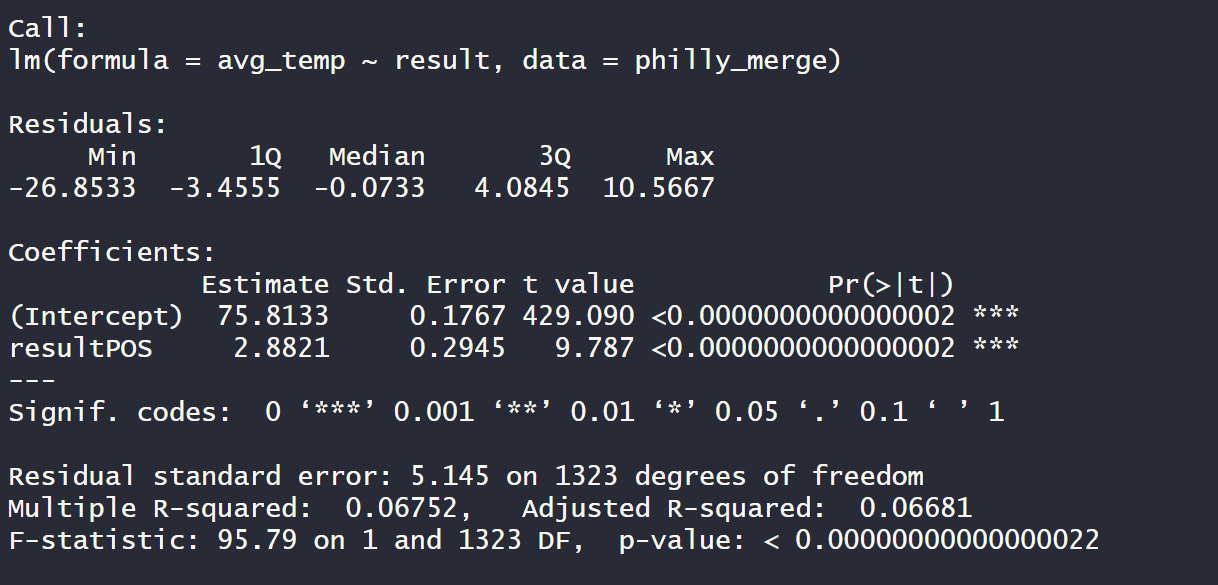 Call:
lm(formula = avg_temp ~ result, data = philly_merge)
Residuals:
Min 1Q Median 3Q Max
-26.8533 -3.4555 -0.0733 4.0845 10.5667
Coefficients:
Estimate Std. Error t value Pr(>|t|)
(Intercept) 75.8133 0.1767 429.090 <0.0000000000000002 ***
resultPOS 2.8821 0.2945 9.787 <0.0000000000000002 ***
---
Signif. codes: 0 ‘***’ 0.001 ‘**’ 0.01 ‘*’ 0.05 ‘.’ 0.1 ‘ ’ 1
Residual standard error: 5.145 on 1323 degrees of freedom
Multiple R-squared: 0.06752, Adjusted R-squared: 0.06681
F-statistic: 95.79 on 1 and 1323 DF, p-value: < 0.00000000000000022